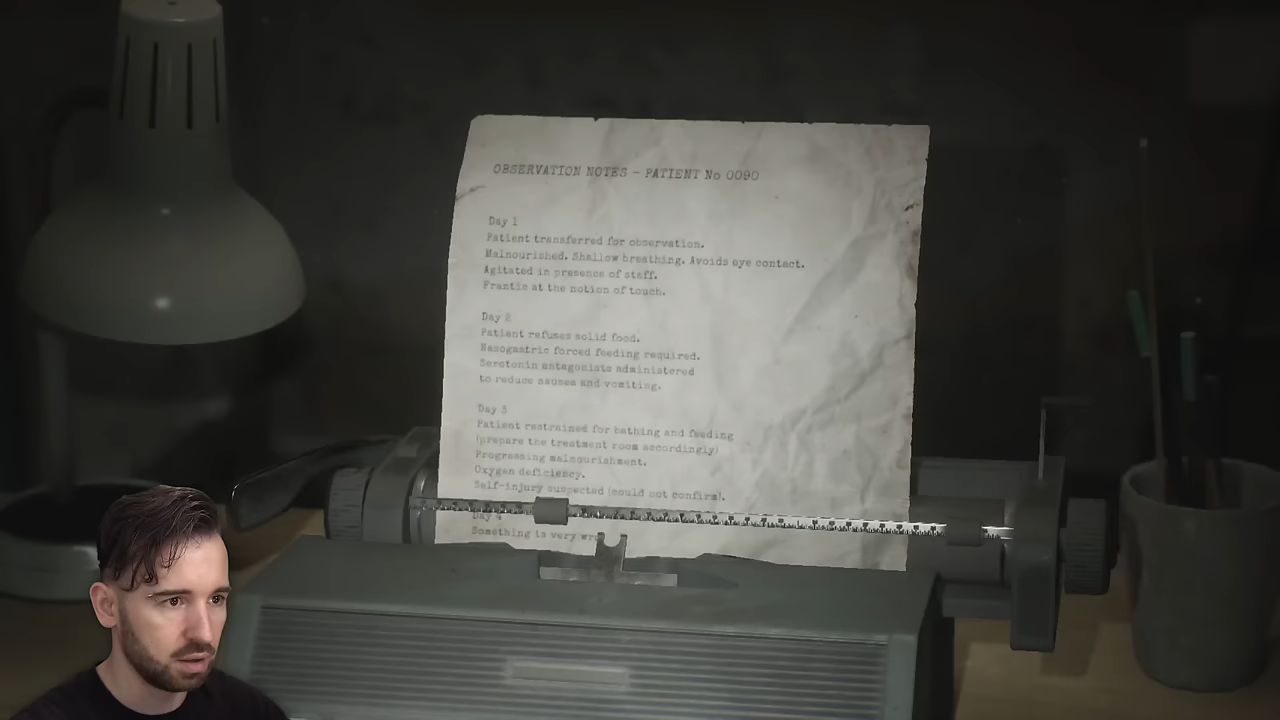 OBSERVATION NOTES - PATIENT No 0090
Day 1
Patient transferred for observation.
Malnourished. Shallow breathing. Avoids eye contact.
Agitated in presence of staff.
Frantic at the notion of touch.
Day 2
Patient refuses solid food.
Nasogastric forced feeding required.
Serotonin antagonists administered
to reduce nausea and vomiting.
Day 3
Patient restrained for bathing and feeding
(prepare the treatment room accordingly)
Progressing malnourishment.
Oxygen deficiency.
Self-injury suspected (could not confirm).
Day 4
Something is very